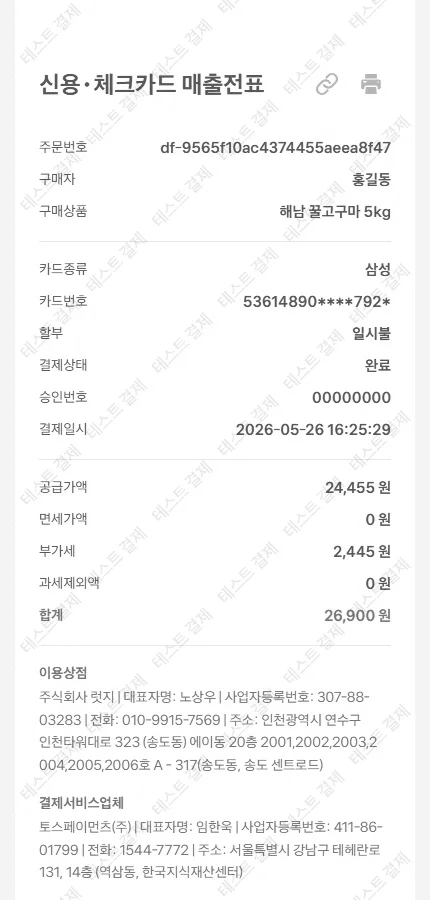 신용·체크카드 매출전표
주문번호 df-9565f10ac4374455aeea8f47
구매자 홍길동
구매상품 해남 꿀고구마 5kg
카드종류 삼성
카드번호 53614890****792*
할부 일시불
결제상태 완료
승인번호 00000000
결제일시 2026-05-26 16:25:29
공급가액 24,455 원
면세가액 0 원
부가세 2,445 원
과세제외액 0 원
합계 26,900 원
이용상점
주식회사 럿지 | 대표자명: 노상우 | 사업자등록번호: 307-88-
03283 | 전화: 010-9915-7569 | 주소: 인천광역시 연수구
인천타워대로 323 (송도동) 에이동 20층 2001,2002,2003,2
004,2005,2006호 A - 317(송도동, 송도 센트로드)
결제서비스업체
토스페이먼츠(주) | 대표자명: 임한욱 | 사업자등록번호: 411-86-
01799 | 전화: 1544-7772 | 주소: 서울특별시 강남구 테헤란로
131, 14층 (역삼동, 한국지식재산센터)
테스트 결제